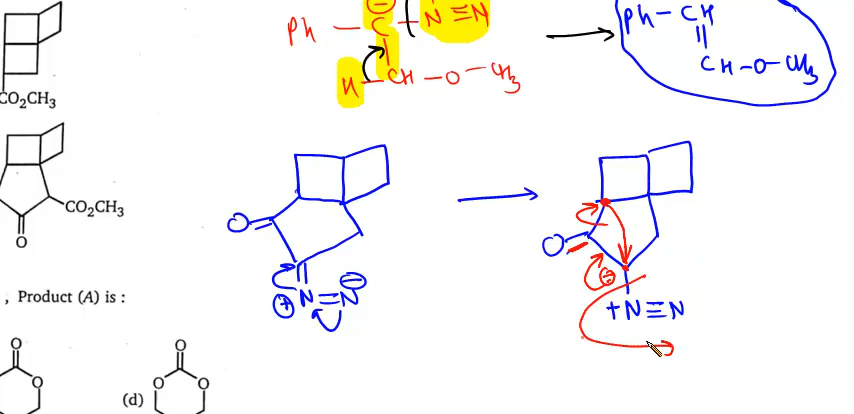 Ph – C – N ≡ N
⊖
H – CH – O – CH3
Ph – CH
||
CH – O – CH3
CO2CH3
CO2CH3
O
O
⊕ N = N ⊖
O
⊕
+N ≡ N
, Product (A) is :
O
O
(d)
O
O
O